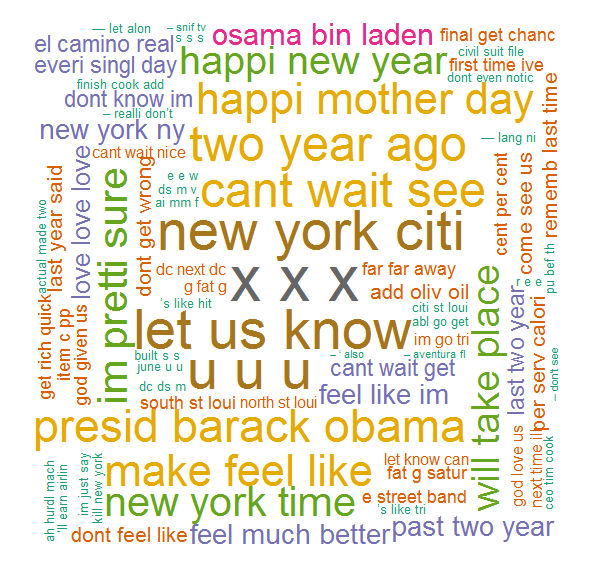 — let alon
– snif tv
s s s
osama bin laden
final get chanc
el camino real
civil suit file
everi singl day
happi new year
first time ive
dont even notic
finish cook add
dont know im
happi mother day
– realli don't
new york ny
two year ago
— lang ni
cant wait nice
e e w
ds m v
ai mm f
cant wait see
dont get wrong
im pretti sure
love love love
last year said
actual made two
get rich quick
item c pp
god given us
new york citi
cent per cent
come see us
rememb last time
pu bef th
r e e
dc next dc
g fat g
x x x
far far away
add oliv oil
's like hit
citi st loui
abl go get
im go tri
let us know
built s s
june u u
u u u
– ' also
– aventura fl
cant wait get
feel like im
dc ds m
south st loui
north st loui
will take place
last two year
per serv calori
– don't see
presid barack obama
make feel like
let know can
fat g satur
god love us
next time ill
ceo tim cook
new york time
e street band
's like tri
ah hurdl mach
'll earn airlin
im just say
kill new york
dont feel like
feel much better
past two year